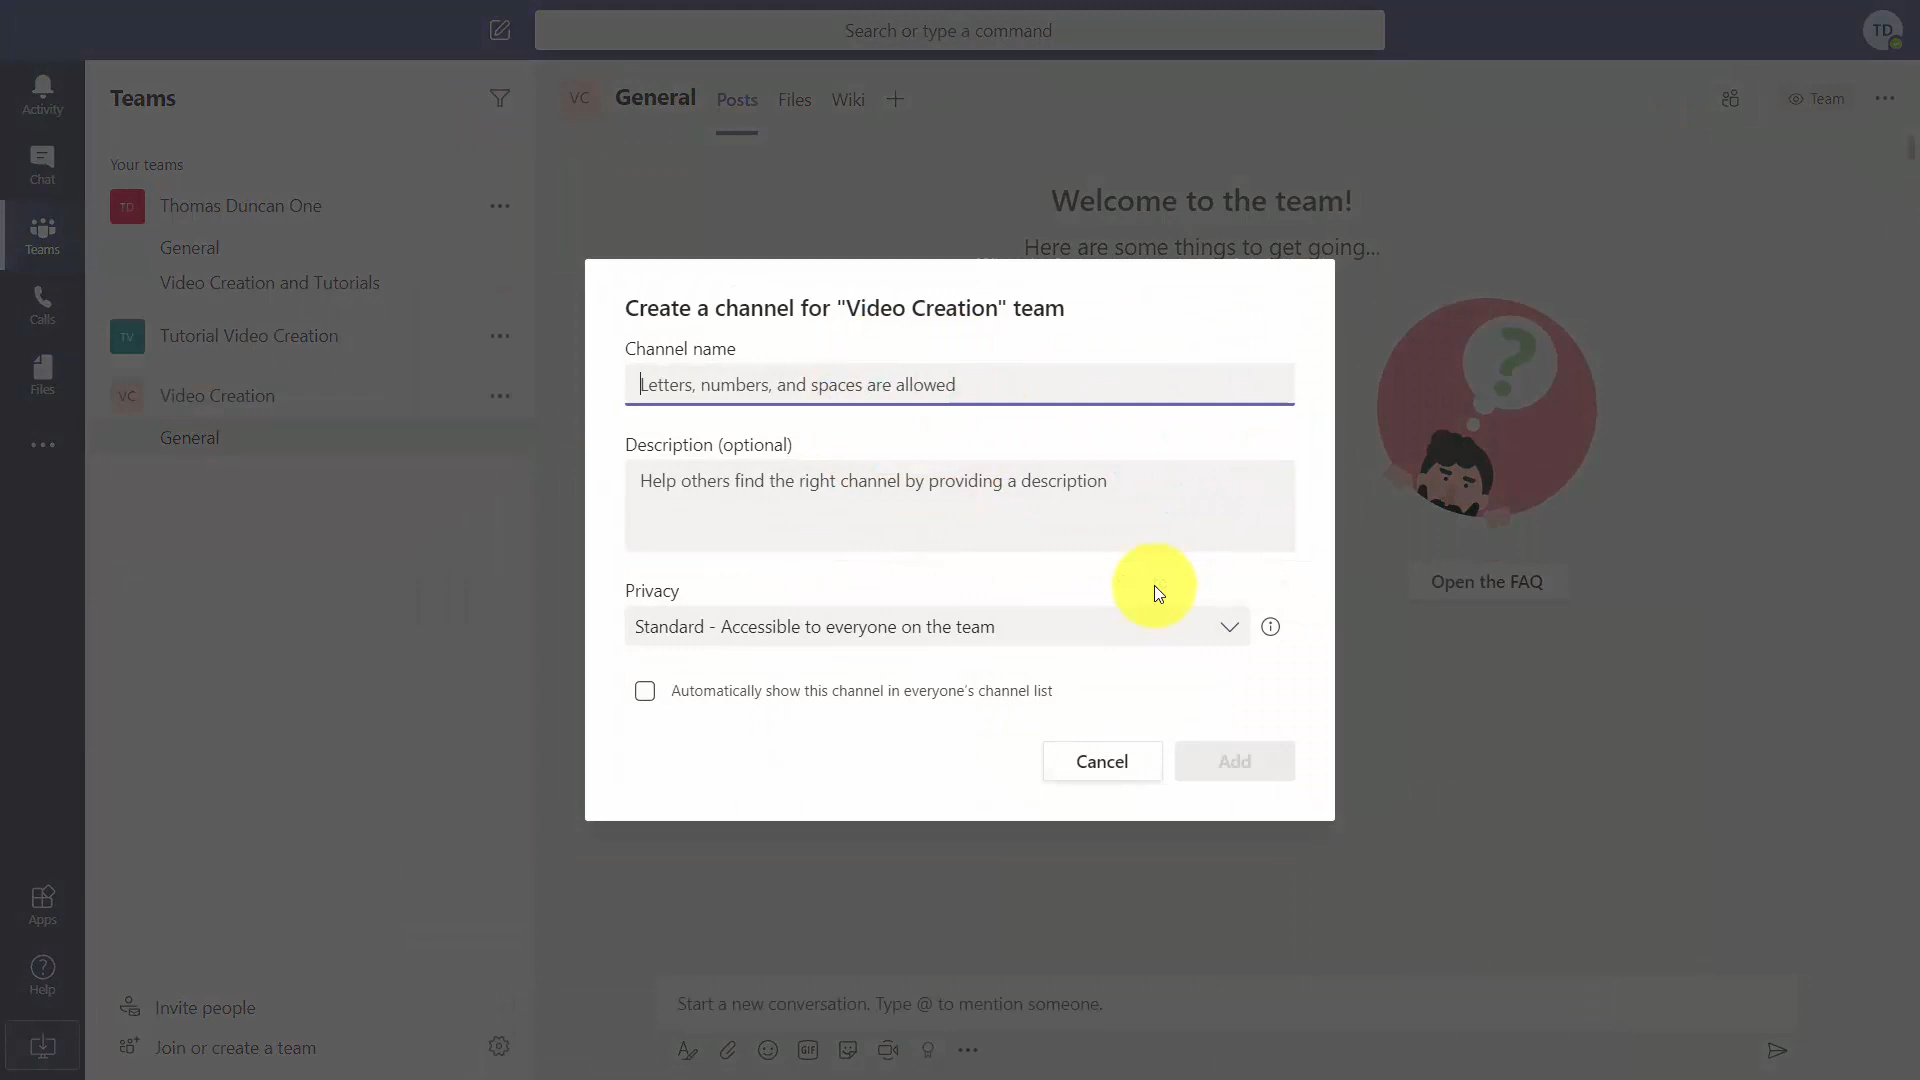 Search or type a command
TD
Activity
Chat
Teams
Calls
Files
Apps
Help
Teams
Your teams
TD Thomas Duncan One
General
Video Creation and Tutorials
TV Tutorial Video Creation
VC Video Creation
General
Invite people
Join or create a team
VC General Posts Files Wiki
Team
Welcome to the team!
Here are some things to get going...
Open the FAQ
Create a channel for "Video Creation" team
Channel name
Letters, numbers, and spaces are allowed
Description (optional)
Help others find the right channel by providing a description
Privacy
Standard - Accessible to everyone on the team
Automatically show this channel in everyone's channel list
Cancel Add
Start a new conversation. Type @ to mention someone.
GIF